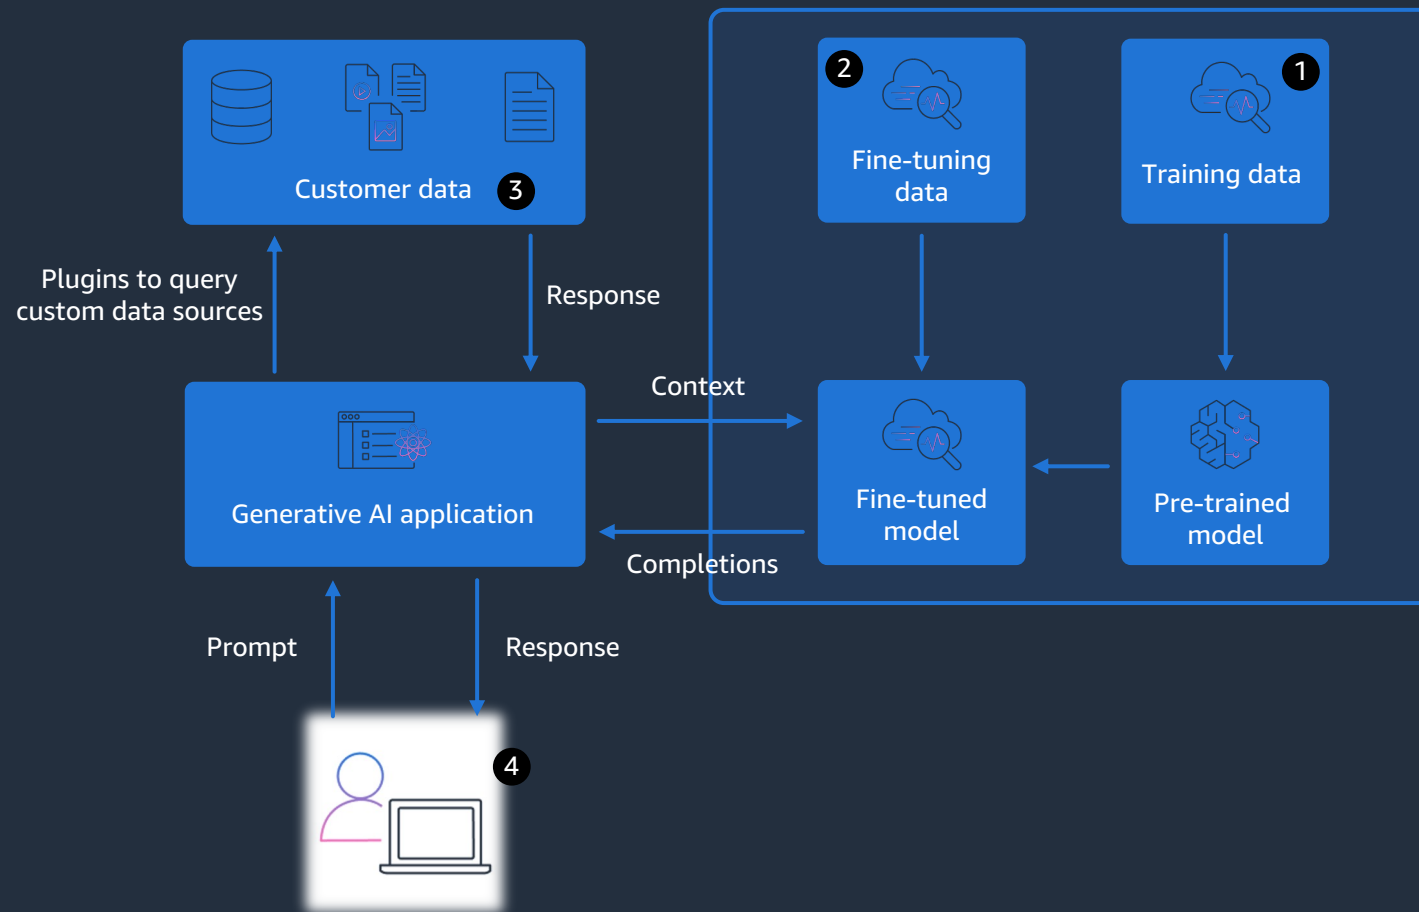 2
1
Fine-tuning
data
Training data
Customer data 3
Plugins to query
custom data sources
Response
Context
Generative AI application
Fine-tuned
model
Pre-trained
model
Completions
Prompt
Response
4